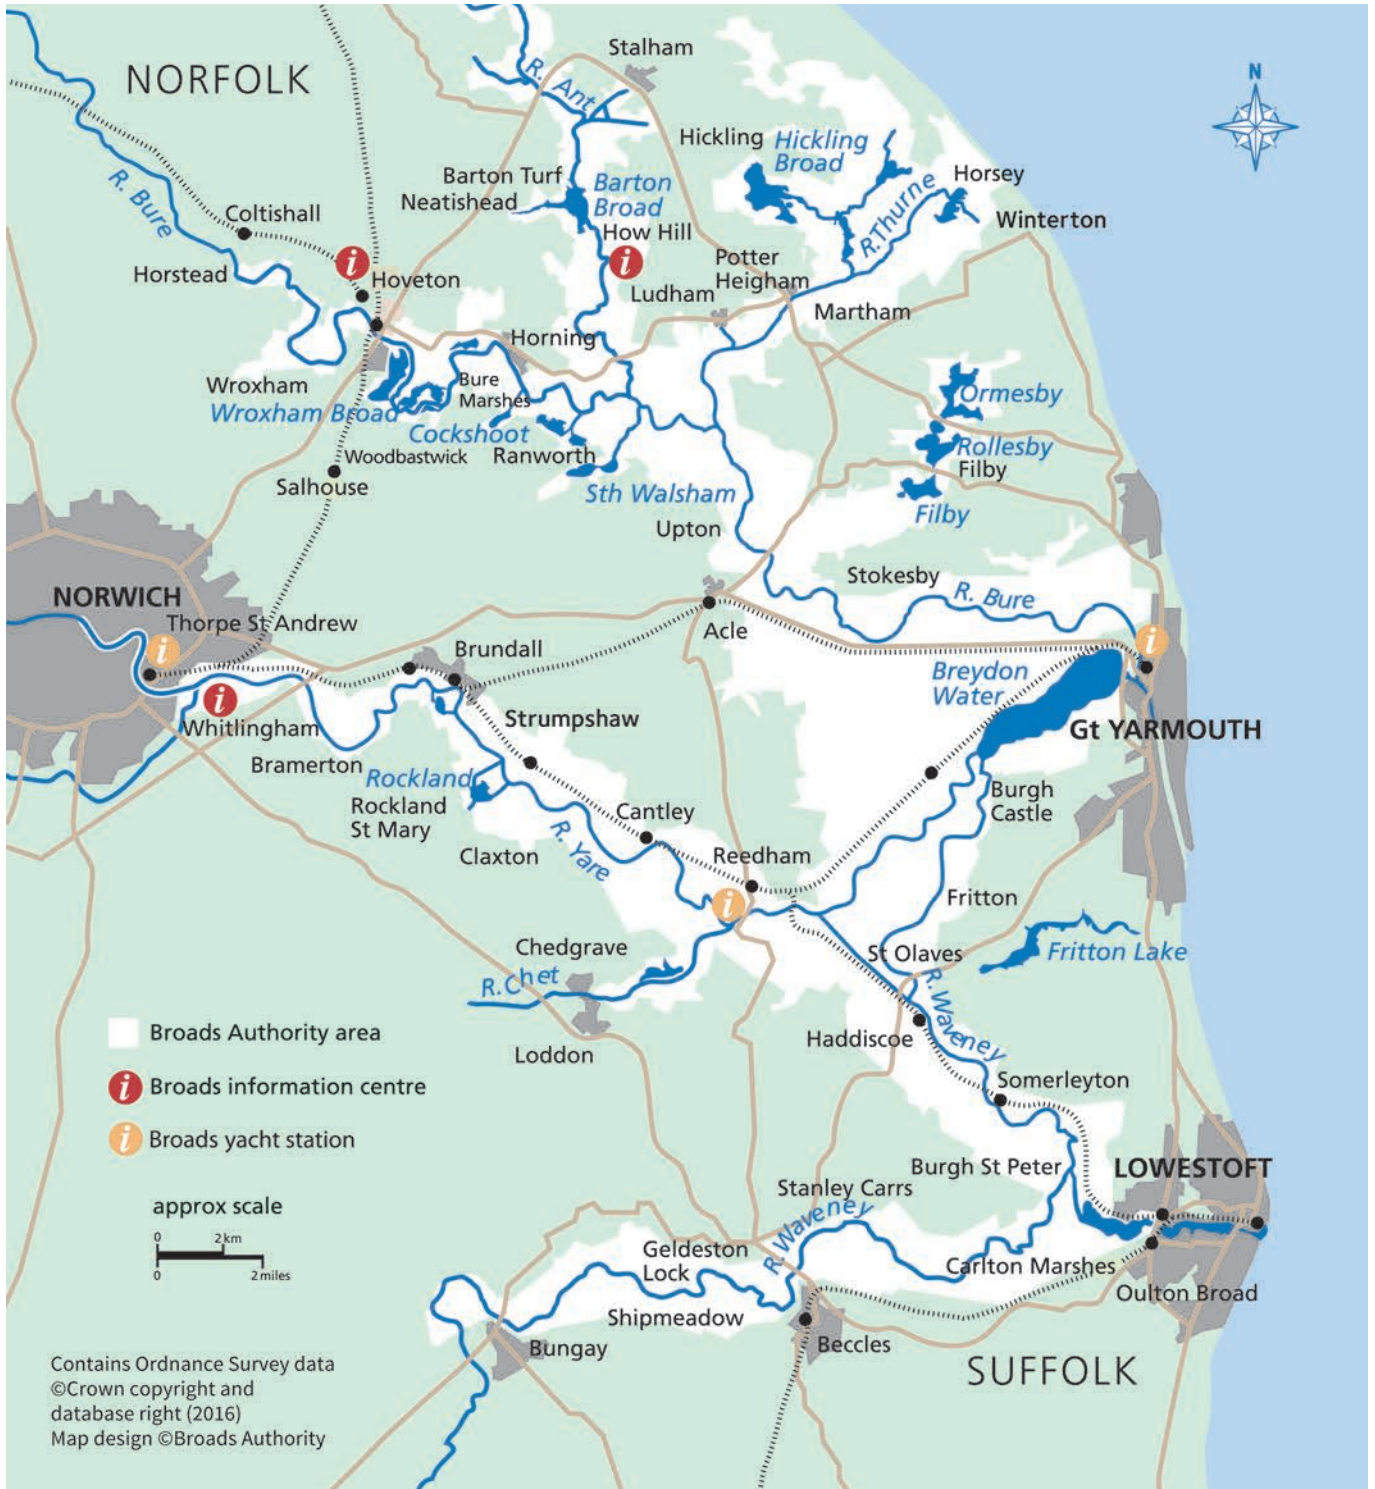 N
NORFOLK
Stalham
R. Ant
Hickling
Hickling
Broad
Barton Turf
Neatishead
Barton
Broad
Horsey
R. Thurne
Winterton
R. Bure
Coltishall
How Hill
Potter
Heigham
Horstead
Hoveton
Ludham
Martham
Horning
Wroxham
Wroxham Broad
Bure
Marshes
Ormesby
Cockshoot
Woodbastwick
Ranworth
Rollesby
Filby
Salhouse
Sth Walsham
Filby
Upton
Stokesby
R. Bure
NORWICH
Thorpe St Andrew
Acle
Brundall
Breydon
Water
Strumpshaw
Gt YARMOUTH
Whitlingham
Bramerton
Rockland
Rockland
St Mary
Burgh
Castle
Cantley
Claxton
R. Yare
Reedham
Fritton
Chedgrave
St Olaves
Fritton Lake
R. Chet
R. Waveney
Broads Authority area
Haddiscoe
Loddon
Somerleyton
i Broads information centre
i Broads yacht station
Burgh St Peter
LOWESTOFT
Stanley Carrs
approx scale
0 2km
0 2miles
R. Waveney
Geldeston
Lock
Carlton Marshes
Oulton Broad
Shipmeadow
Bungay
Beccles
SUFFOLK
Contains Ordnance Survey data
©Crown copyright and
database right (2016)
Map design ©Broads Authority